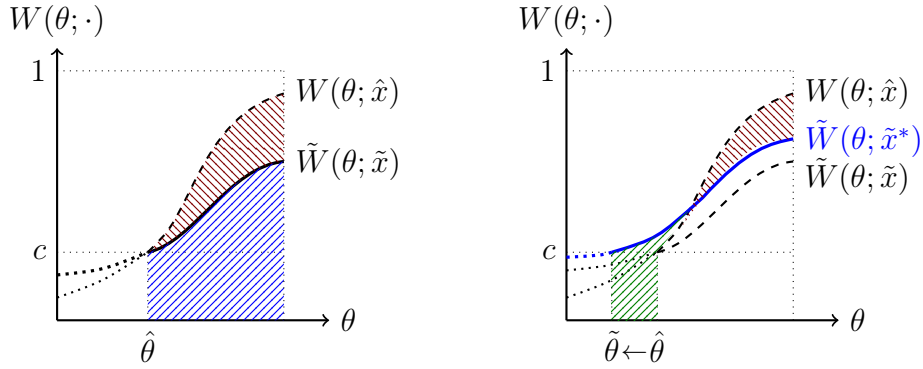 W(θ; ·)
1
W(θ; x̂)
W̃(θ; x̃)
c
θ
θ̂
W(θ; ·)
1
W(θ; x̂)
W̃(θ; x̃*)
W̃(θ; x̃)
c
θ
θ̃←θ̂